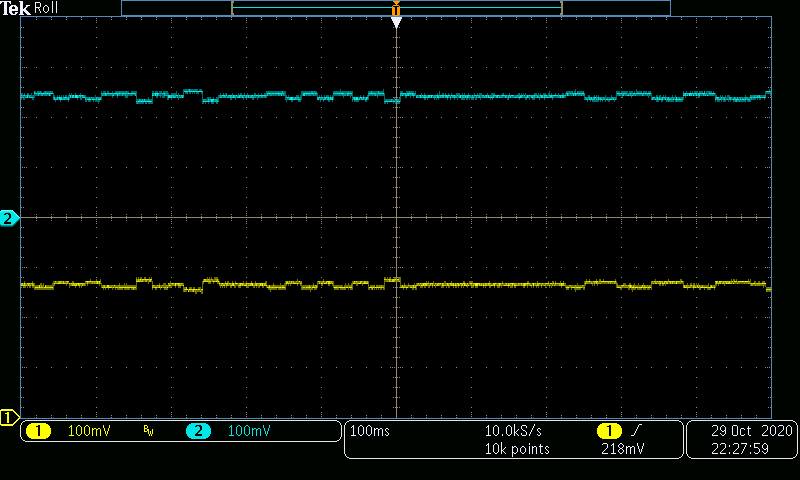 Tek Roll
T
2
1
1 100mV BW 2 100mV 100ms 10.0kS/s 1 29 Oct 2020
10k points 218mV 22:27:59